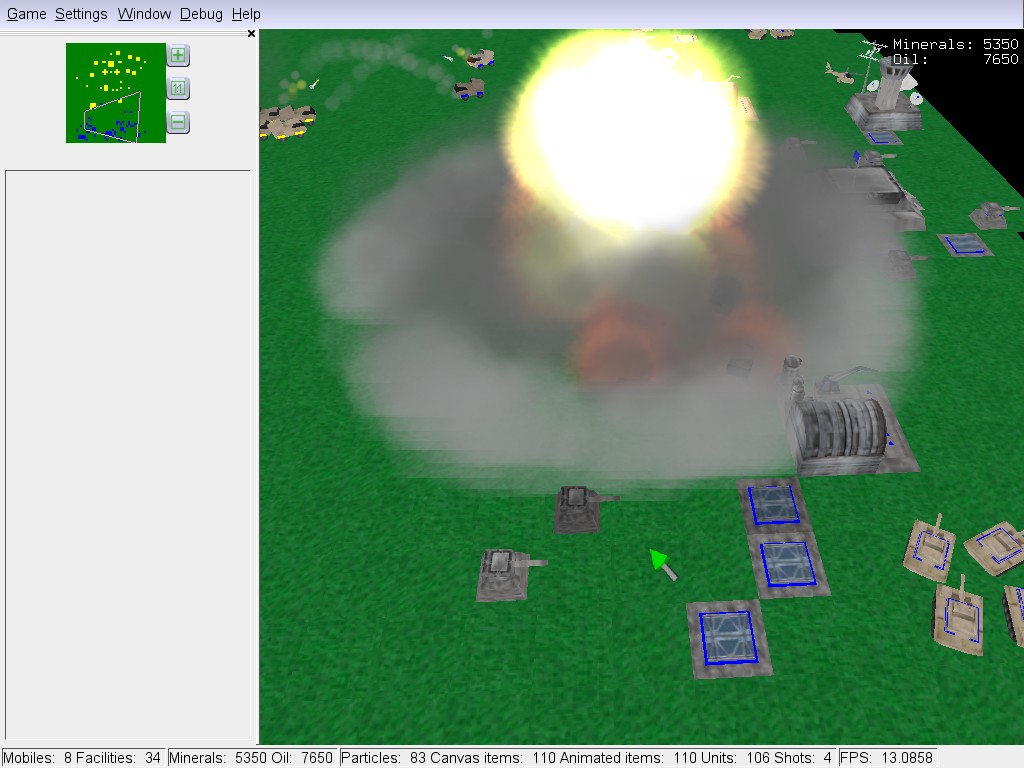 Game Settings Window Debug Help
Minerals: 5350
Oil: 7650
Mobiles: 8 Facilities: 34 Minerals: 5350 Oil: 7650 Particles: 83 Canvas items: 110 Animated items: 110 Units: 106 Shots: 4 FPS: 13.0858